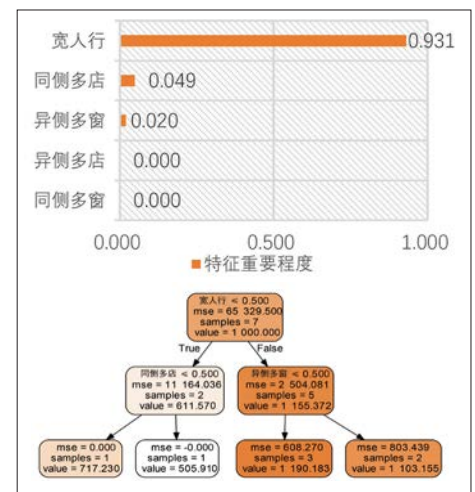 宽人行 0.931
同侧多店 0.049
异侧多窗 0.020
异侧多店 0.000
同侧多窗 0.000
0.000 0.500 1.000
特征重要程度
宽人行 < 0.500
mse = 65 329.500
samples = 7
value = 1 000.000
True False
同侧多店 < 0.500
mse = 11 164.036
samples = 2
value = 611.570
异侧多窗 < 0.500
mse = 2 504.081
samples = 5
value = 1 155.372
mse = 0.000
samples = 1
value = 717.230
mse = -0.000
samples = 1
value = 505.910
mse = 608.270
samples = 3
value = 1 190.183
mse = 803.439
samples = 2
value = 1 103.155